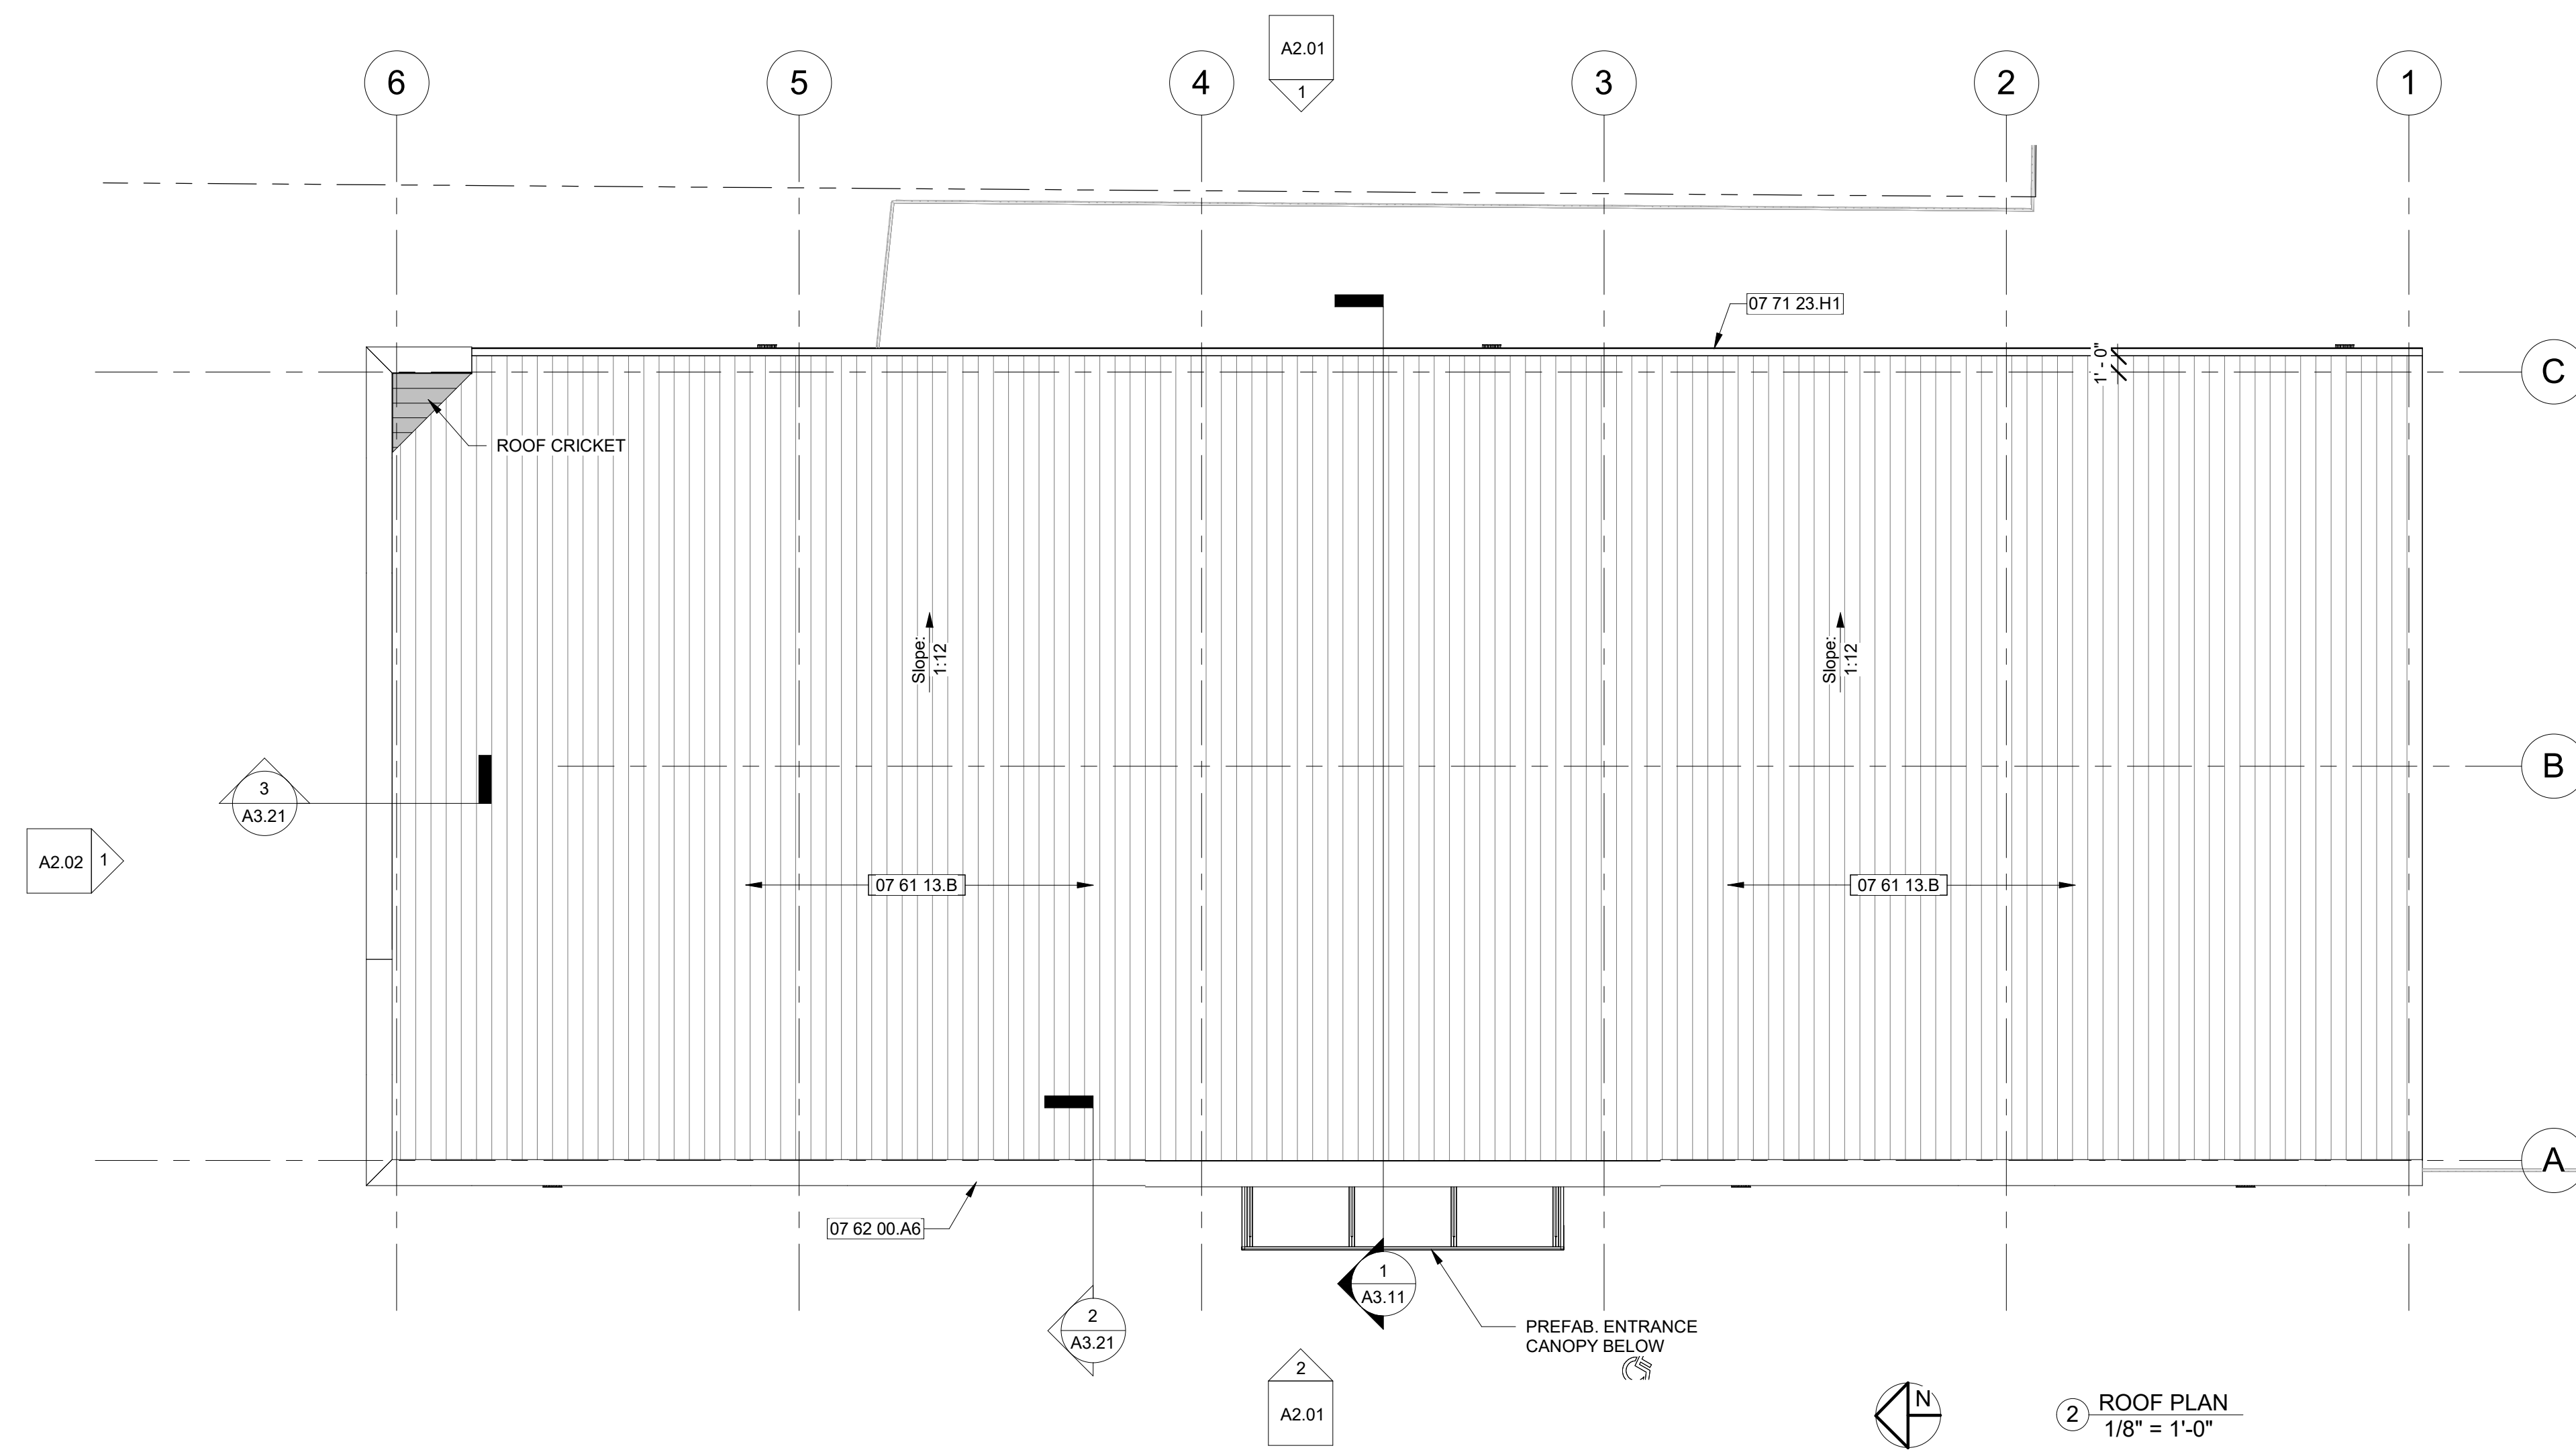 A2.01
1
6
5
4
3
2
1
07 71 23.H1
1' - 0"
C
ROOF CRICKET
Slope:
1:12
Slope:
1:12
B
3
A3.21
A2.02
1
07 61 13.B
07 61 13.B
A
07 62 00.A6
1
A3.11
2
A3.21
PREFAB. ENTRANCE
CANOPY BELOW
2
A2.01
N
2
ROOF PLAN
1/8" = 1'-0"